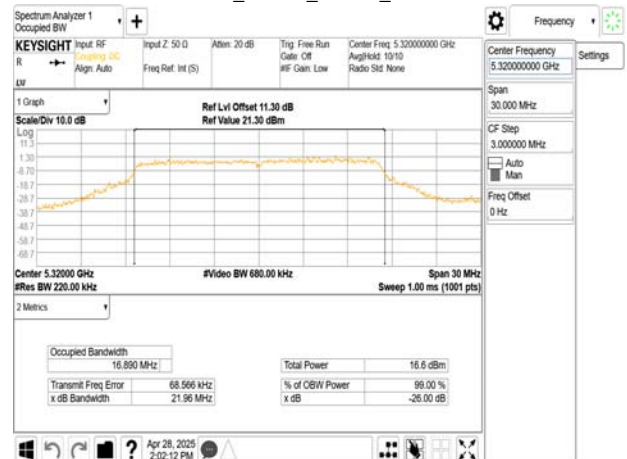 Spectrum Analyzer 1
Occupied BW
Frequency
KEYSIGHT
R
LV
Input: RF
Coupling: DC
Align: Auto
Input Z: 50 Ω
Freq Ref: Int (S)
Atten: 20 dB
Trig: Free Run
Gate: Off
#IF Gain: Low
Center Freq: 5.320000000 GHz
Avg|Hold: 10/10
Radio Std: None
1 Graph
Scale/Div 10.0 dB
Ref Lvl Offset 11.30 dB
Ref Value 21.30 dBm
Log
11.3
1.30
-8.70
-18.7
-28.7
-38.7
-48.7
-58.7
-68.7
Center 5.32000 GHz
#Res BW 220.00 kHz
#Video BW 680.00 kHz
Span 30 MHz
Sweep 1.00 ms (1001 pts)
2 Metrics
Occupied Bandwidth
16.890 MHz
Transmit Freq Error 68.566 kHz
x dB Bandwidth 21.96 MHz
Total Power 16.6 dBm
% of OBW Power 99.00 %
x dB -26.00 dB
Apr 28, 2025
2:02:12 PM
Center Frequency
5.320000000 GHz
Settings
Span
30.000 MHz
CF Step
3.000000 MHz
Auto
Man
Freq Offset
0 Hz